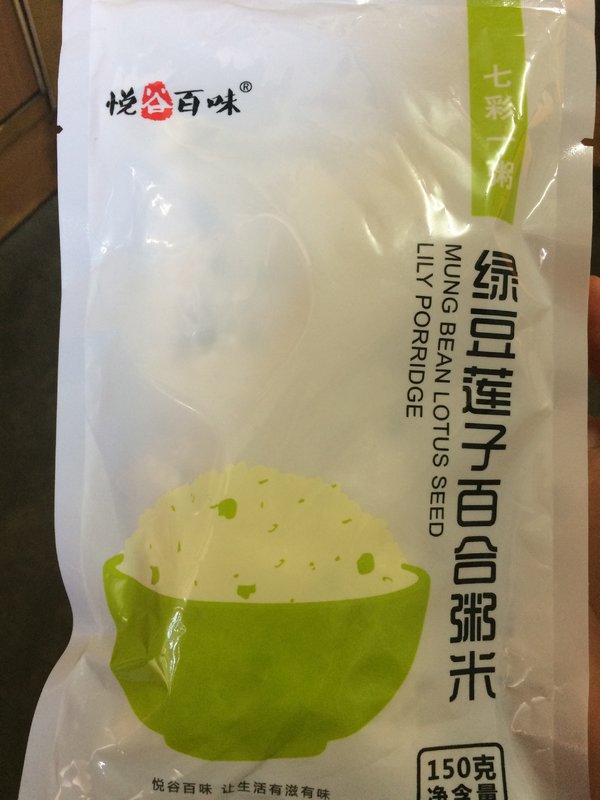 悦谷百味®
七彩一粥
绿豆莲子百合粥米
MUNG BEAN LOTUS SEED
LILY PORRIDGE
悦谷百味 让生活有滋有味
150克
净含量